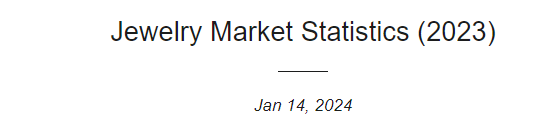 Jewelry Market Statistics (2023)
Jan 14, 2024